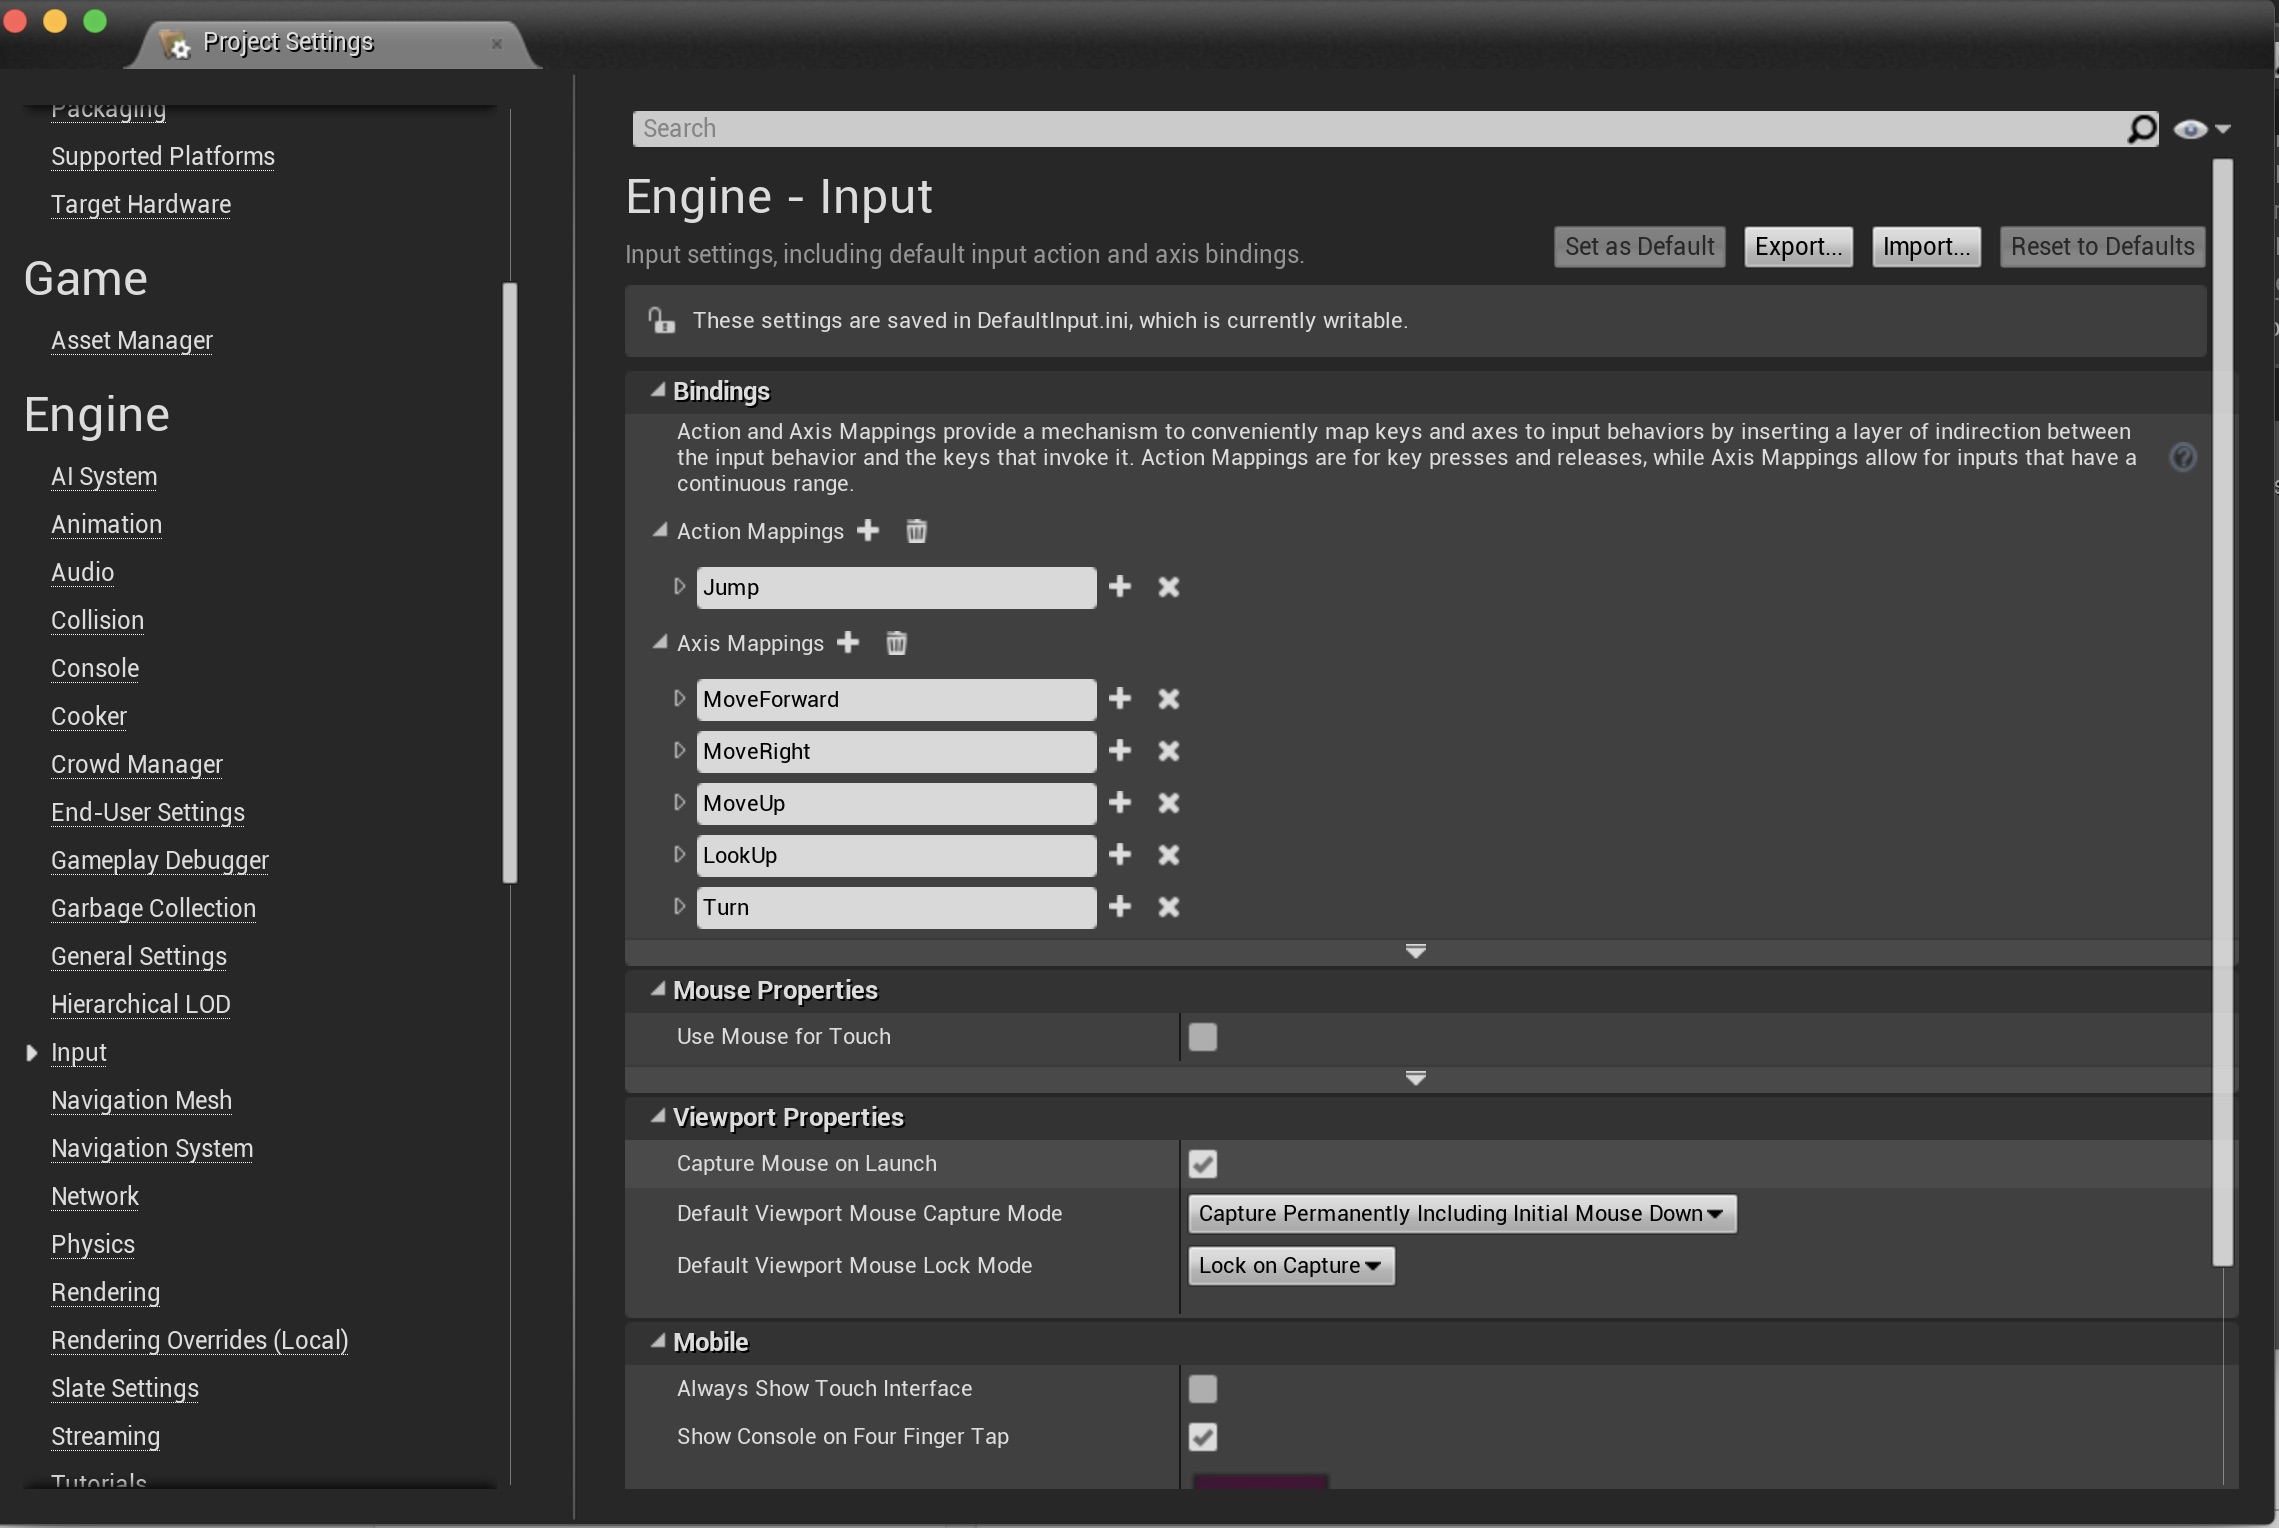 Project Settings
Packaging
Supported Platforms
Target Hardware
Game
Asset Manager
Engine
AI System
Animation
Audio
Collision
Console
Cooker
Crowd Manager
End-User Settings
Gameplay Debugger
Garbage Collection
General Settings
Hierarchical LOD
Input
Navigation Mesh
Navigation System
Network
Physics
Rendering
Rendering Overrides (Local)
Slate Settings
Streaming
Tutorials
Search
Engine - Input
Input settings, including default input action and axis bindings.
Set as Default
Export...
Import...
Reset to Defaults
These settings are saved in DefaultInput.ini, which is currently writable.
Bindings
Action and Axis Mappings provide a mechanism to conveniently map keys and axes to input behaviors by inserting a layer of indirection between
the input behavior and the keys that invoke it. Action Mappings are for key presses and releases, while Axis Mappings allow for inputs that have a
continuous range.
Action Mappings
Jump
Axis Mappings
MoveForward
MoveRight
MoveUp
LookUp
Turn
Mouse Properties
Use Mouse for Touch
Viewport Properties
Capture Mouse on Launch
Default Viewport Mouse Capture Mode
Capture Permanently Including Initial Mouse Down
Default Viewport Mouse Lock Mode
Lock on Capture
Mobile
Always Show Touch Interface
Show Console on Four Finger Tap